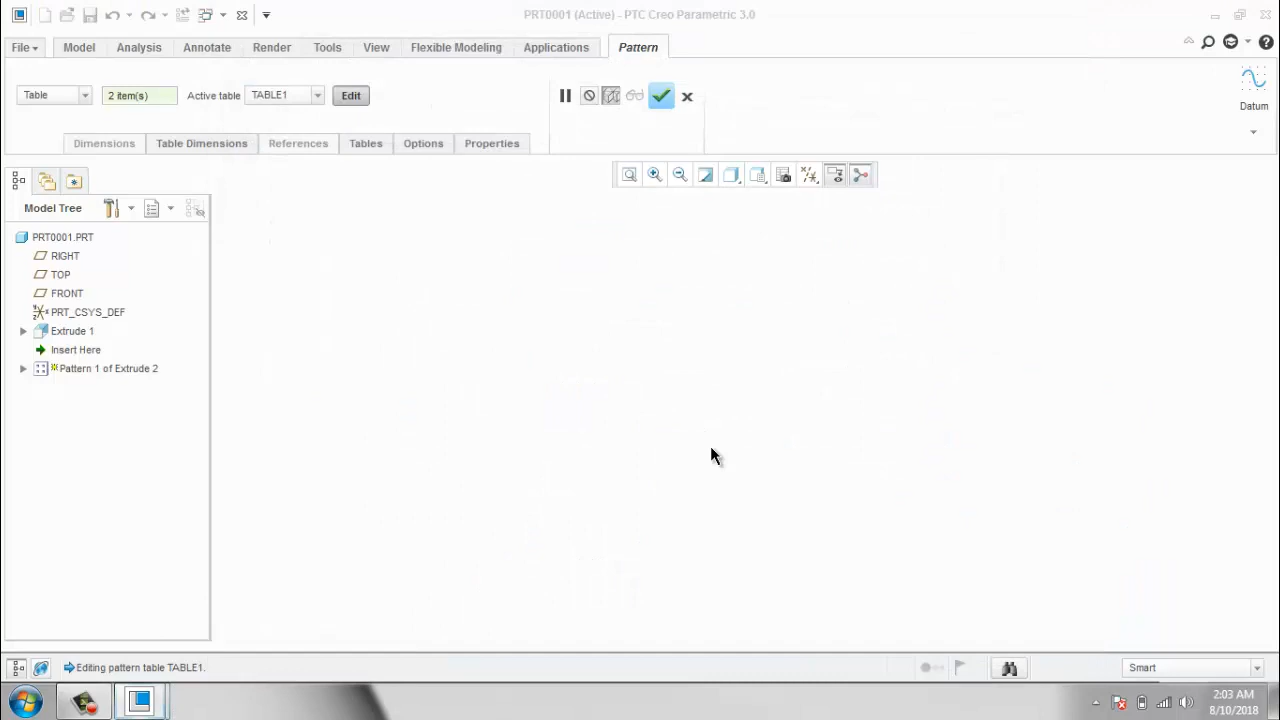 PRT0001 (Active) - PTC Creo Parametric 3.0
File Model Analysis Annotate Render Tools View Flexible Modeling Applications Pattern
Table 2 item(s) Active table TABLE1 Edit
Datum
Dimensions Table Dimensions References Tables Options Properties
Model Tree
PRT0001.PRT
RIGHT
TOP
FRONT
PRT_CSYS_DEF
Extrude 1
Insert Here
Pattern 1 of Extrude 2
Editing pattern table TABLE1.
Smart
2:03 AM
8/10/2018